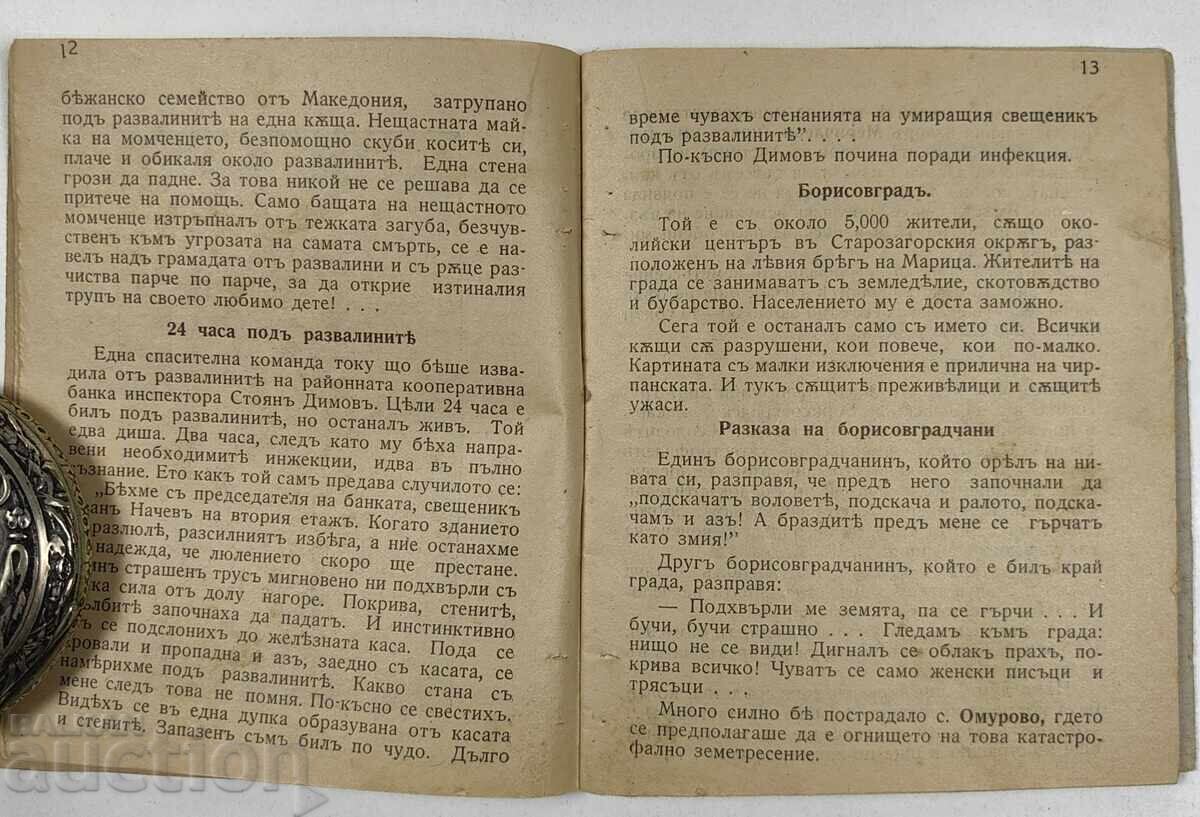 12
бѣжанско семейство отъ Македония, затрупано
подъ развалинитѣ на една кѫща. Нещастната май-
ка на момченцето, безпомощно скуби коситѣ си,
плаче и обикаля около развалинитѣ. Една стена
грози да падне. За това никой не се решава да се
притече на помощь. Само бащата на нещастното
момченце изтръпналъ отъ тежката загуба, безчув-
ственъ къмъ угрозата на самата смърть, се е на-
велъ надъ грамадата отъ развалини и съ рѫце раз-
чиства парче по парче, за да открие изтиналия
трупъ на своето любимо дете! . . .
24 часа подъ развалинитѣ
Една спасителна команда току що бѣше изва-
дила отъ развалинитѣ на районната кооперативна
банка инспектора Стоянъ Димовъ. Цѣли 24 часа е
билъ подъ развалинитѣ, но останалъ живъ. Той
едва диша. Два часа, следъ като му бѣха напра-
вени необходимитѣ инжекции, идва въ пълно
съзнание. Ето какъ той самъ предава случилото се:
„Бѣхме съ председателя на банката, свещеникъ
анъ Начевъ на втория етажъ. Когато зданието
разлюлѣ, разсилниятъ избѣга, а ние останахме
надежда, че люлението скоро ще престане.
инъ страшенъ трусъ мигновено ни подхвърли съ
ка сила отъ долу нагоре. Покрива, стенитѣ,
ълбитѣ започнаха да падатъ. И инстинктивно
ъ се подслонихъ до желѣзната каса. Пода се
ровали и пропадна и азъ, заедно съ касата, се
намѣрихме подъ развалинитѣ. Какво стана съ
мене следъ това не помня. По-късно се свестихъ.
Видѣхъ се въ една дупка образувана отъ касата
и стенитѣ. Запазенъ съмъ билъ по чудо. Дълго
13
време чувахъ стенанията на умиращия свещеникъ
подъ развалинитѣ”. . . .
По-късно Димовъ почина поради инфекция.
Борисовградъ.
Той е съ около 5,000 жители, сѫщо око-
лийски центъръ въ Старозагорския окрѫгъ, раз-
положенъ на лѣвия брѣгъ на Марица. Жителитѣ на
града се занимаватъ съ земледѣлие, скотовѫдство
и бубарство. Населението му е доста заможно.
Сега той е останалъ само съ името си. Всички
кѫщи сѫ разрушени, кои повече, кои по-малко.
Картината съ малки изключения е прилична на чир-
панската. И тукъ сѫщитѣ преживѣлици и сѫщитѣ
ужаси.
Разказа на борисовградчани
Единъ борисовградчанинъ, който орѣлъ на ни-
вата си, разправя, че предъ него започнали да
„подскачатъ воловетѣ, подскача и ралото, подска-
чамъ и азъ! А браздитѣ предъ мене се гърчатъ
като змия!”
Другъ борисовградчанинъ, който е билъ край
града, разправя:
— Подхвърли ме земята, па се гърчи . . . И
бучи, бучи страшно . . . Гледамъ къмъ града:
нищо не се види! Дигналъ се облакъ прахъ, по-
крива всичко! Чуватъ се само женски писъци и
трясъци . . .
Много силно бѣ пострадало с. Омурово, гдето
се предполагаше да е огнището на това катастро-
фално земетресение.
auction